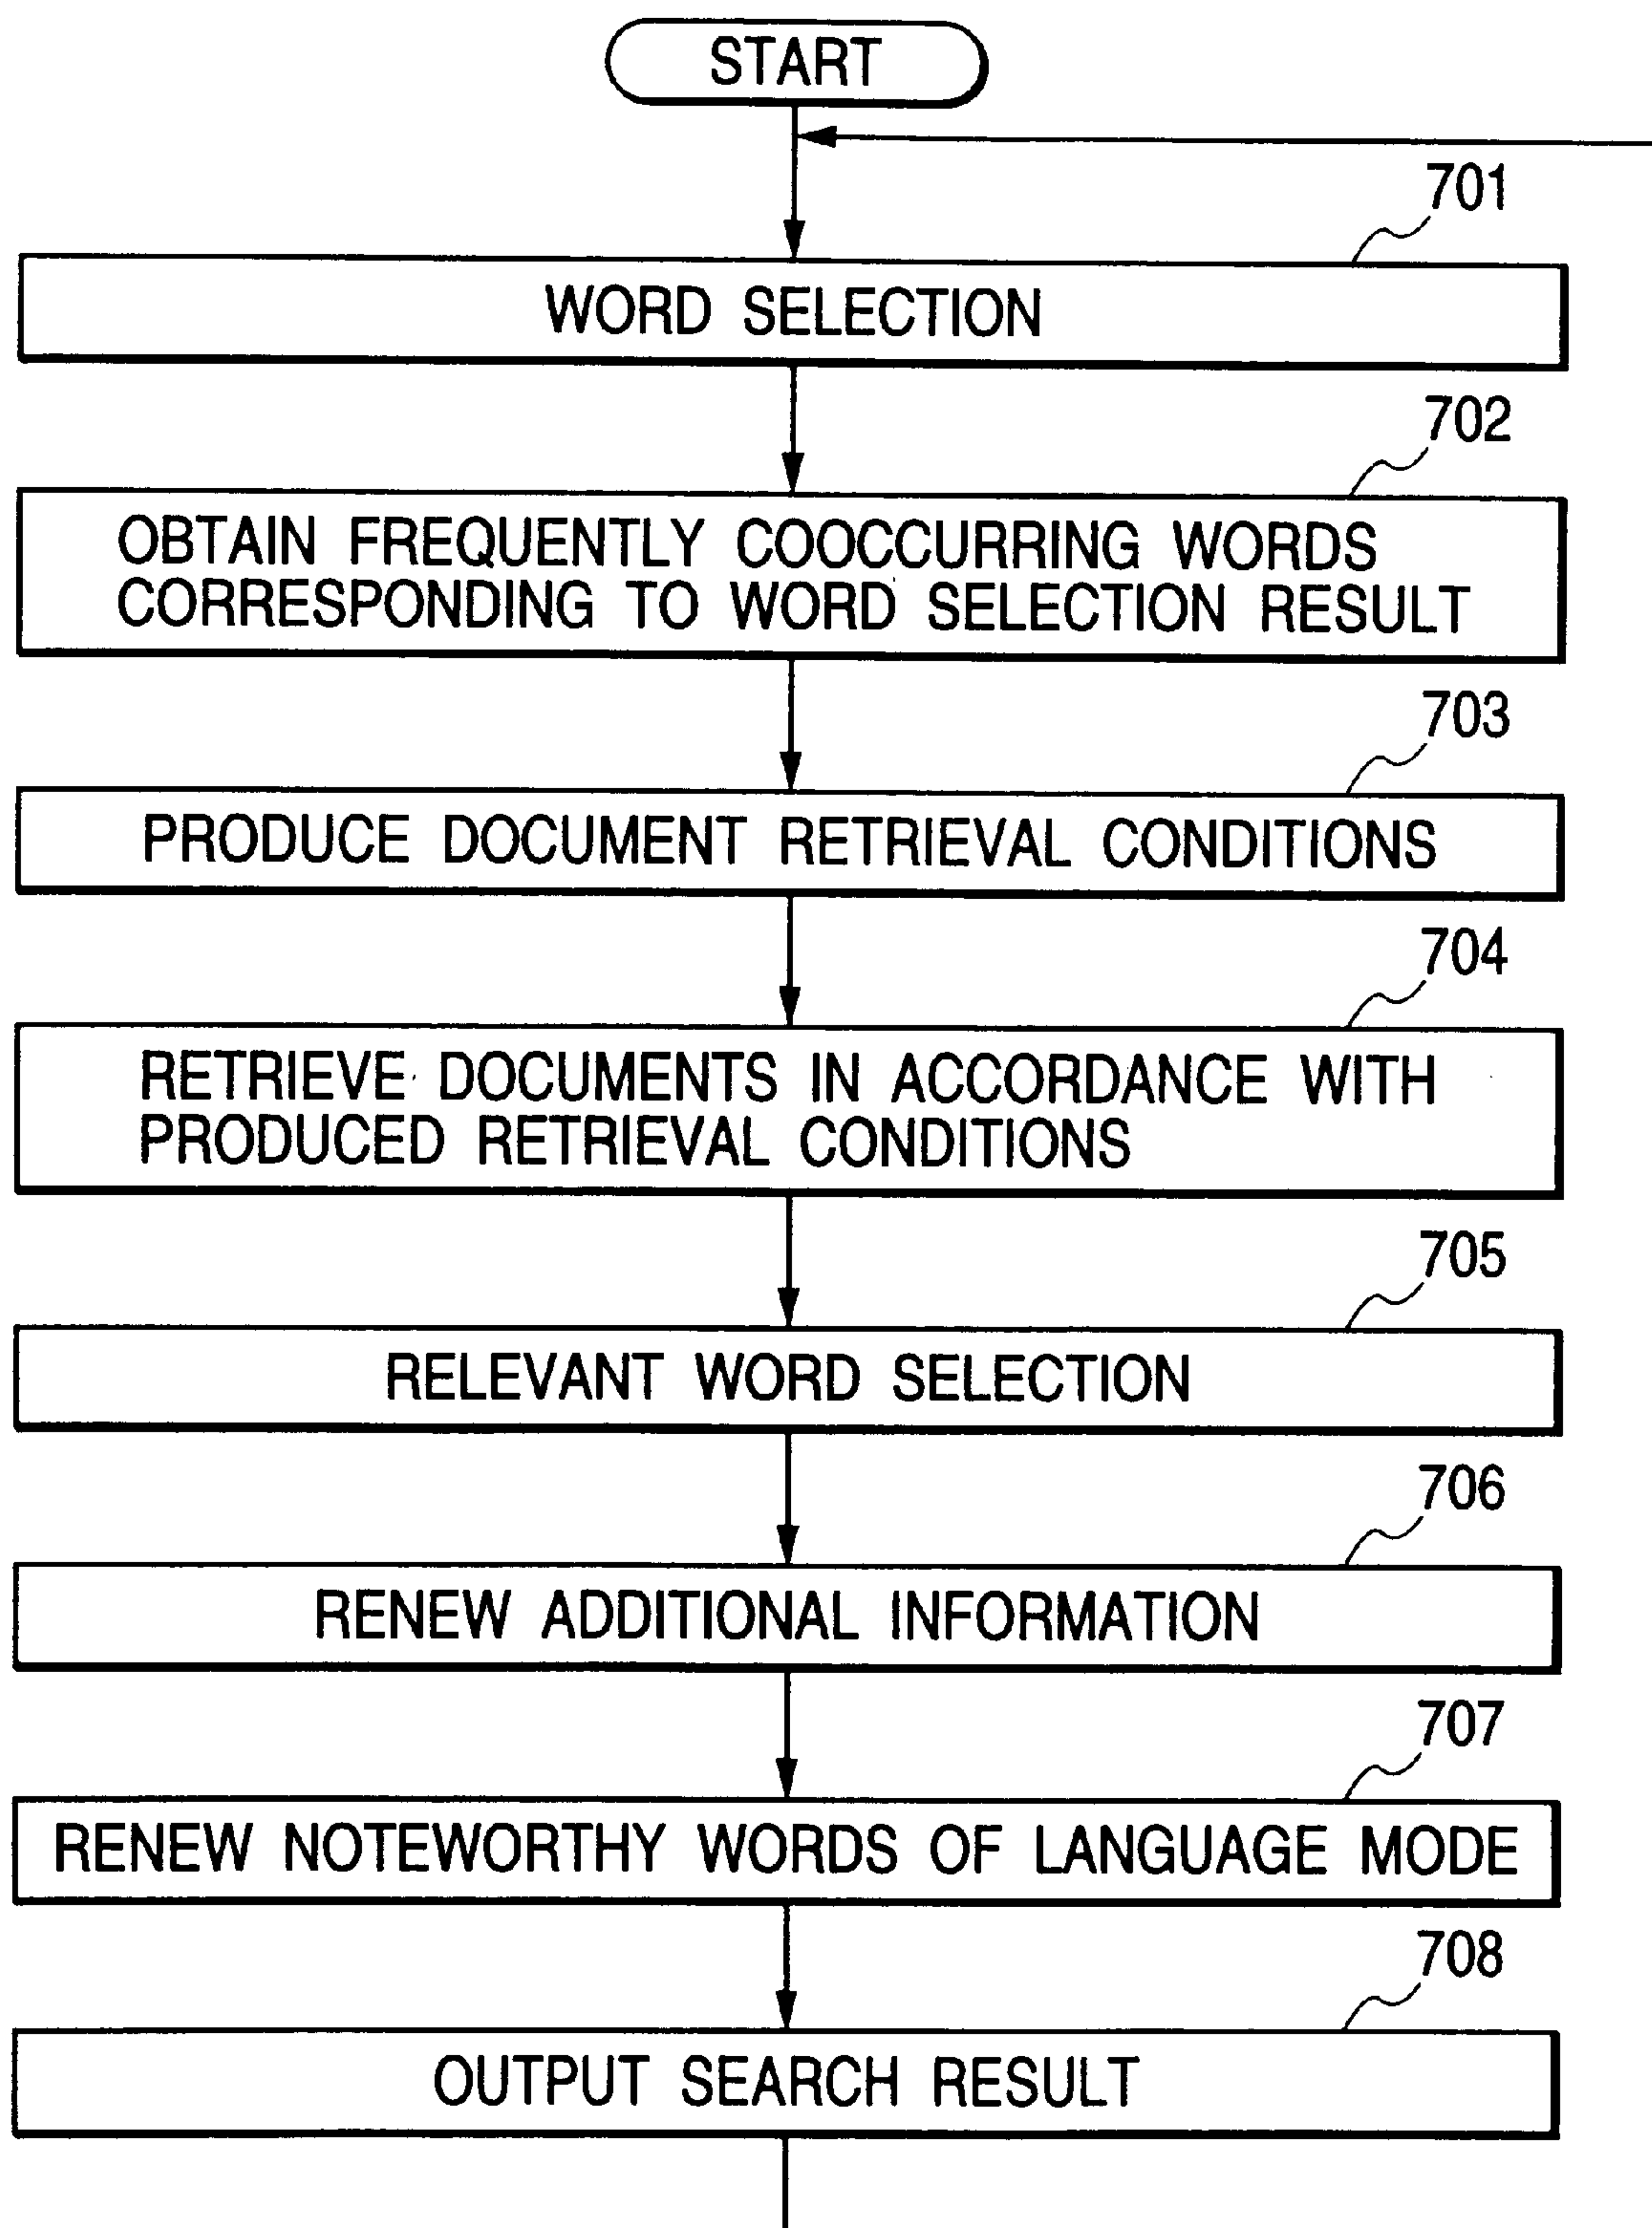 START
701
WORD SELECTION
702
OBTAIN FREQUENTLY COOCCURRING WORDS
CORRESPONDING TO WORD SELECTION RESULT
703
PRODUCE DOCUMENT RETRIEVAL CONDITIONS
704
RETRIEVE DOCUMENTS IN ACCORDANCE WITH
PRODUCED RETRIEVAL CONDITIONS
705
RELEVANT WORD SELECTION
706
RENEW ADDITIONAL INFORMATION
707
RENEW NOTEWORTHY WORDS OF LANGUAGE MODE
708
OUTPUT SEARCH RESULT